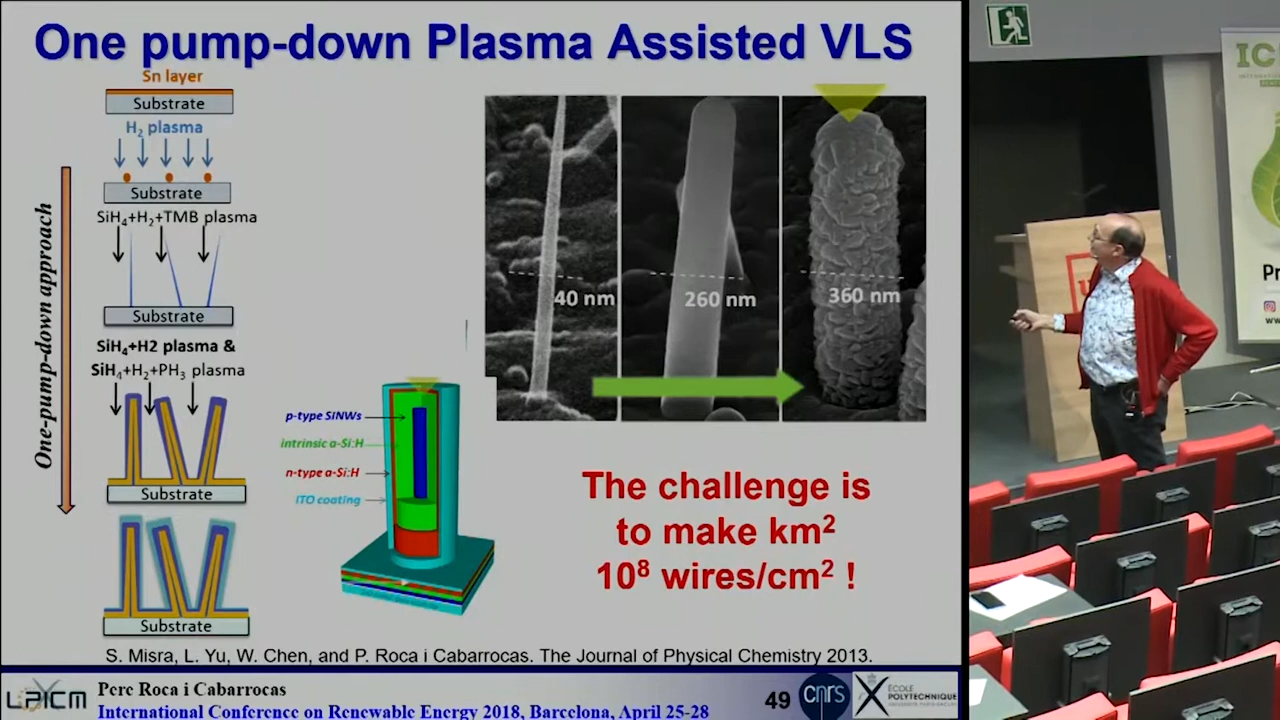 One pump-down Plasma Assisted VLS
Sn layer
Substrate
H₂ plasma
Substrate
SiH₄+H₂+TMB plasma
Substrate
SiH₄+H2 plasma &
SiH₄+H₂+PH₃ plasma
Substrate
Substrate
One-pump-down approach
p-type SiNWs
intrinsic a-Si:H
n-type a-Si:H
ITO coating
40 nm
260 nm
360 nm
The challenge is
to make km²
10⁸ wires/cm² !
S. Misra, L. Yu, W. Chen, and P. Roca i Cabarrocas. The Journal of Physical Chemistry 2013.
LPICM
Pere Roca i Cabarrocas
International Conference on Renewable Energy 2018, Barcelona, April 25-28
49
cnrs
ÉCOLE
POLYTECHNIQUE
IC
Pr
ww